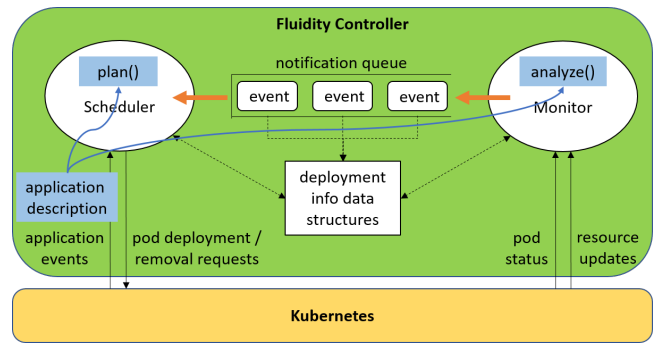 Fluidity Controller
plan()
Scheduler
notification queue
event
event
event
analyze()
Monitor
application
description
deployment
info data
structures
application
events
pod deployment /
removal requests
pod
status
resource
updates
Kubernetes